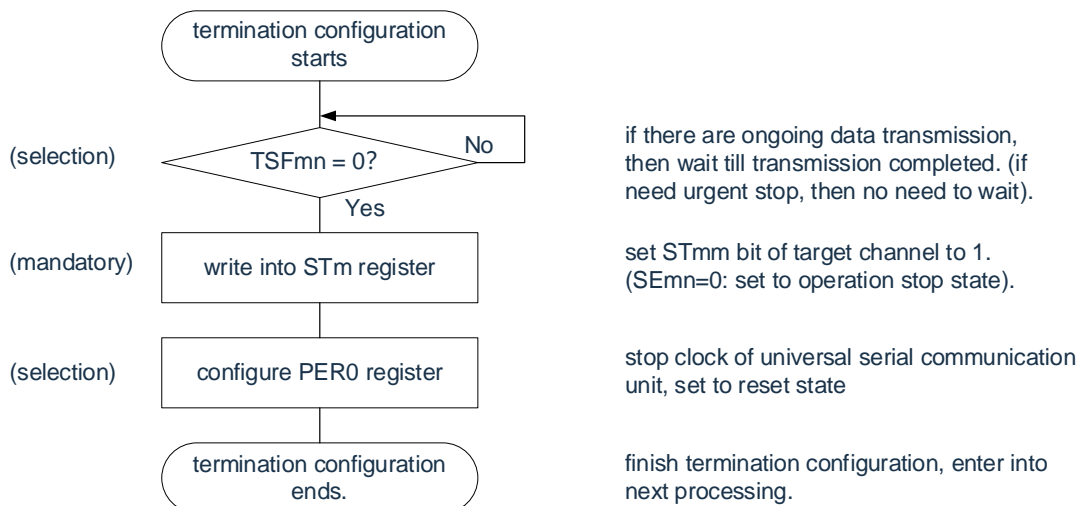 termination configuration
starts
(selection)
TSFmn = 0?
No
if there are ongoing data transmission,
then wait till transmission completed. (if
need urgent stop, then no need to wait).
Yes
(mandatory)
write into STm register
set STmm bit of target channel to 1.
(SEmn=0: set to operation stop state).
(selection)
configure PER0 register
stop clock of universal serial communication
unit, set to reset state
termination configuration
ends.
finish termination configuration, enter into
next processing.